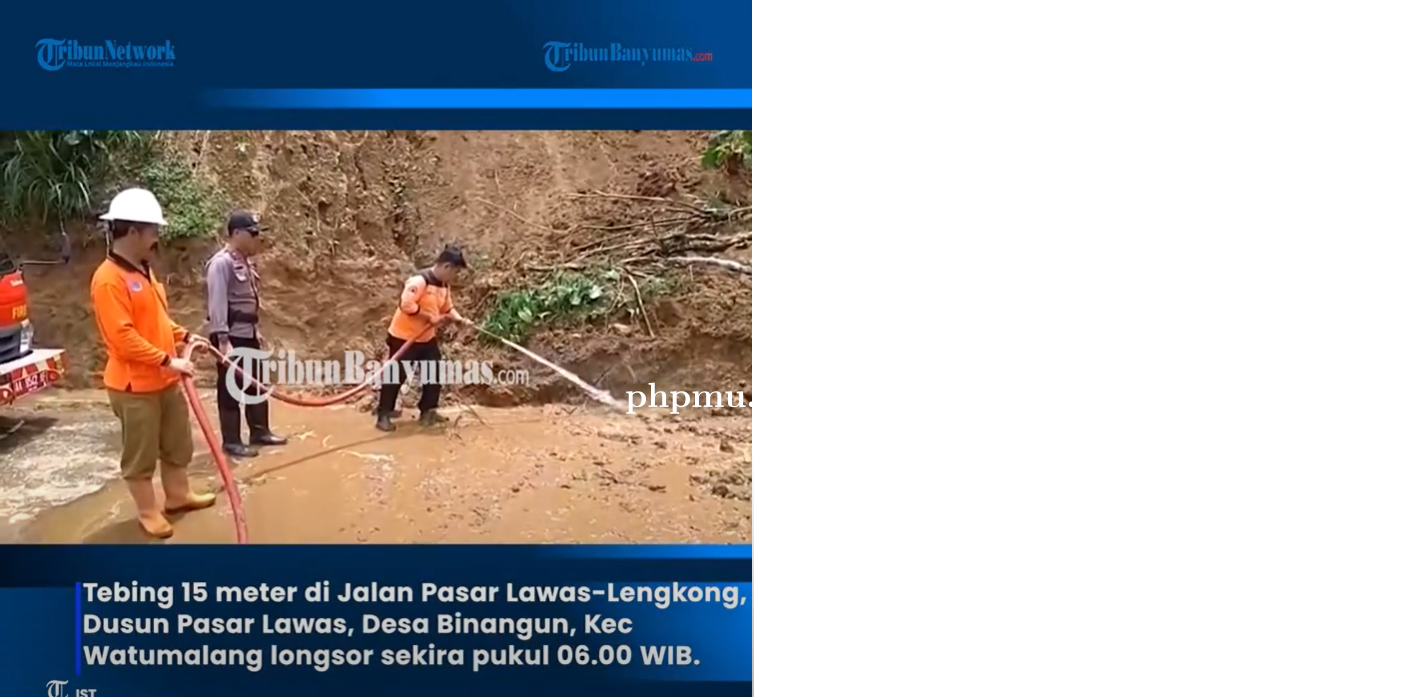 TribunNetwork
Mata Lokal Menjangkau Indonesia
TribunBanyumas.com
FIRE
TribunBanyumas.com
phpmu.
Tebing 15 meter di Jalan Pasar Lawas-Lengkong,
Dusun Pasar Lawas, Desa Binangun, Kec
Watumalang longsor sekira pukul 06.00 WIB.
IST